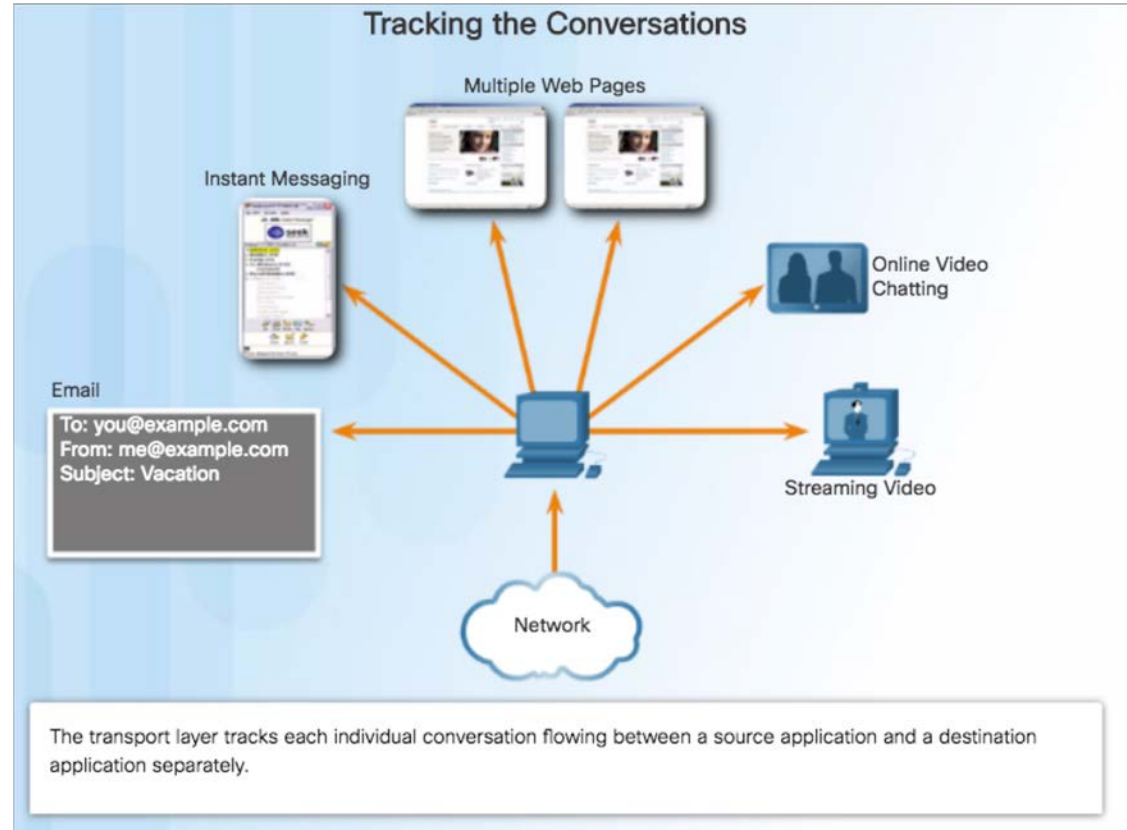 Tracking the Conversations
Multiple Web Pages
Instant Messaging
seek
Online Video
Chatting
Email
To: you@example.com
From: me@example.com
Subject: Vacation
Streaming Video
Network
The transport layer tracks each individual conversation flowing between a source application and a destination
application separately.